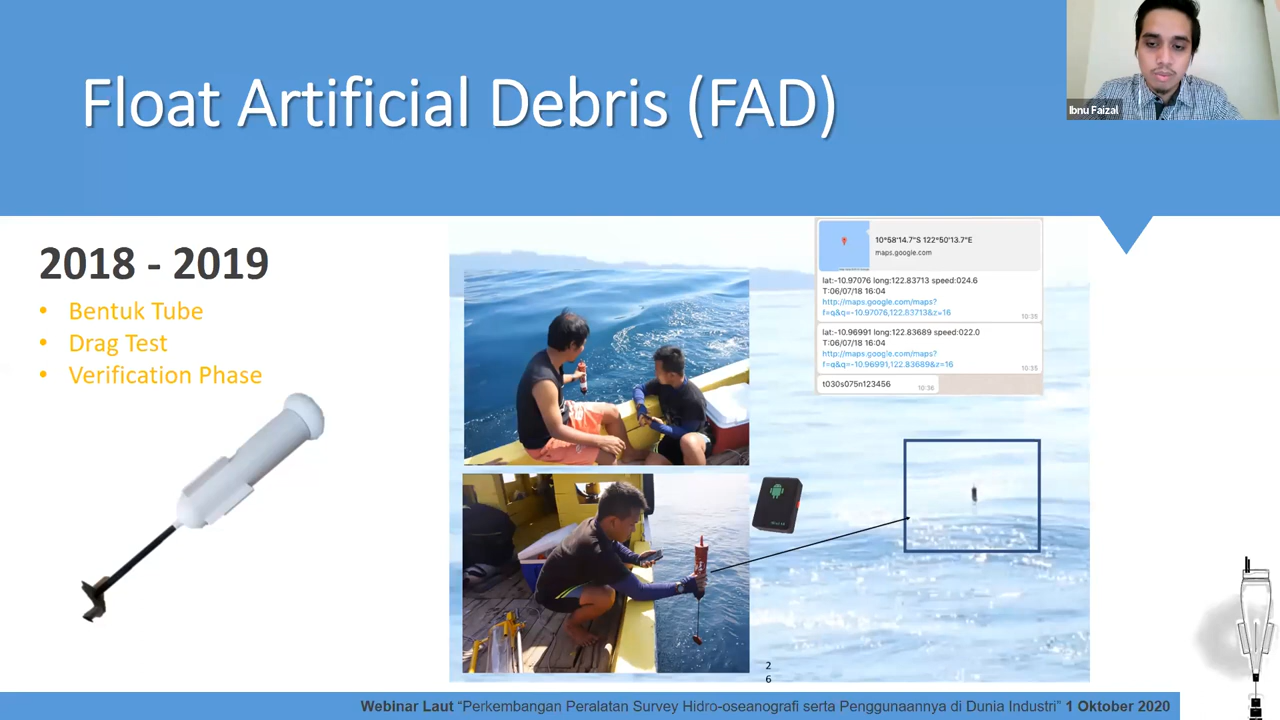 Float Artificial Debris (FAD)
Ibnu Faizal
2018 - 2019
• Bentuk Tube
• Drag Test
• Verification Phase
10°58'14.7"S 122°50'13.7"E
maps.google.com
lat:-10.97076 long:122.83713 speed:024.6
T:06/07/18 16:04
http://maps.google.com/maps?
f=q&q=-10.97076,122.83713&z=16
10:35
lat:-10.96991 long:122.83689 speed:022.0
T:06/07/18 16:04
http://maps.google.com/maps?
f=q&q=-10.96991,122.83689&z=16
10:35
t030s075n123456
10:36
2
6
Webinar Laut “Perkembangan Peralatan Survey Hidro-oseanografi serta Penggunaannya di Dunia Industri” 1 Oktober 2020